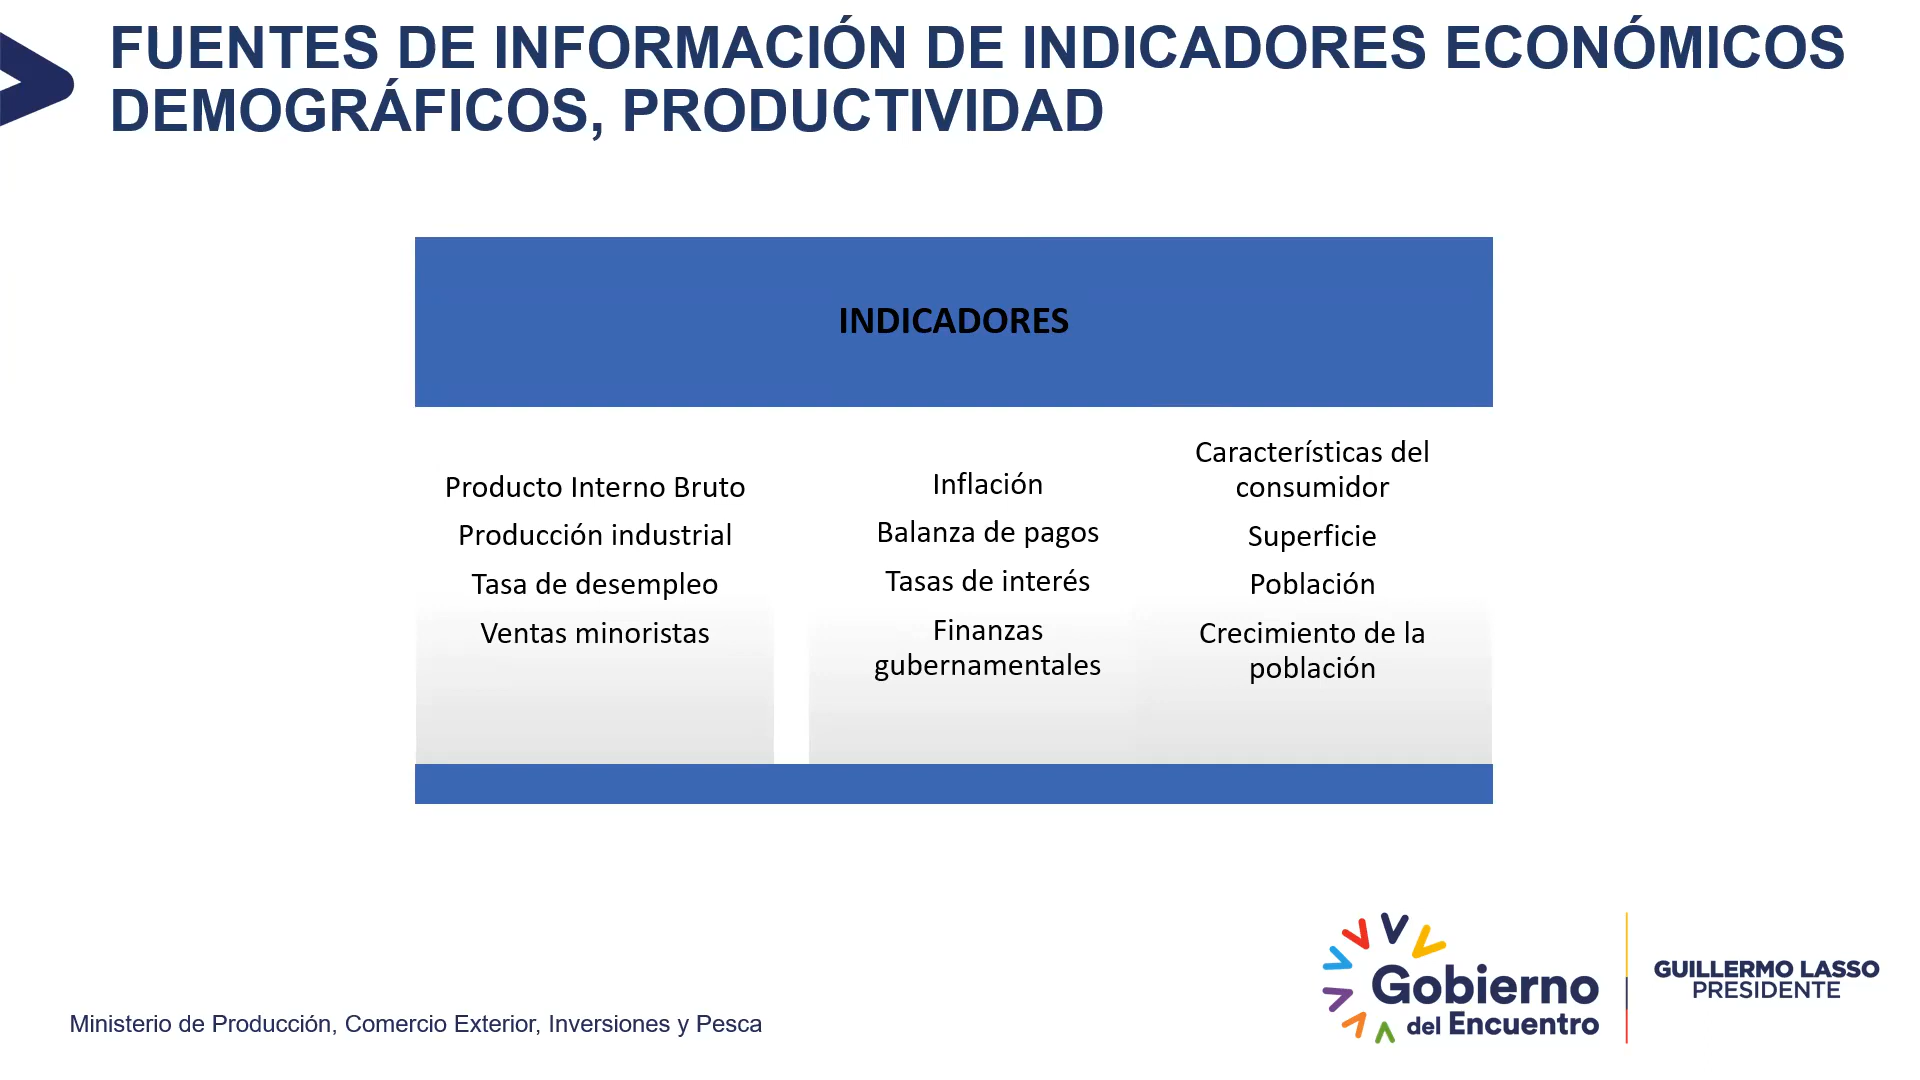 FUENTES DE INFORMACIÓN DE INDICADORES ECONÓMICOS
DEMOGRÁFICOS, PRODUCTIVIDAD
INDICADORES
Producto Interno Bruto
Producción industrial
Tasa de desempleo
Ventas minoristas
Inflación
Balanza de pagos
Tasas de interés
Finanzas
gubernamentales
Características del
consumidor
Superficie
Población
Crecimiento de la
población
Ministerio de Producción, Comercio Exterior, Inversiones y Pesca
Gobierno
del Encuentro
GUILLERMO LASSO
PRESIDENTE